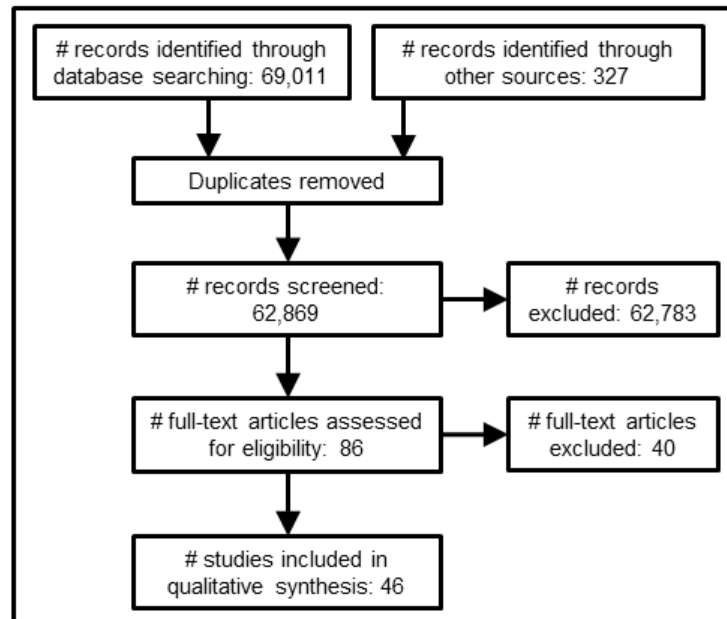 # records identified through
database searching: 69,011
# records identified through
other sources: 327
Duplicates removed
# records screened:
62,869
# records
excluded: 62,783
# full-text articles assessed
for eligibility: 86
# full-text articles
excluded: 40
# studies included in
qualitative synthesis: 46